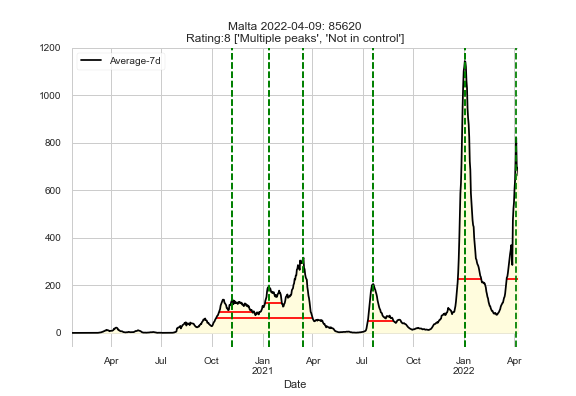 Malta 2022-04-09: 85620
Rating:8 ['Multiple peaks', 'Not in control']
Average-7d
1200
1000
800
600
400
200
0
Apr Jul Oct Jan Apr Jul Oct Jan Apr
2021 2022
Date